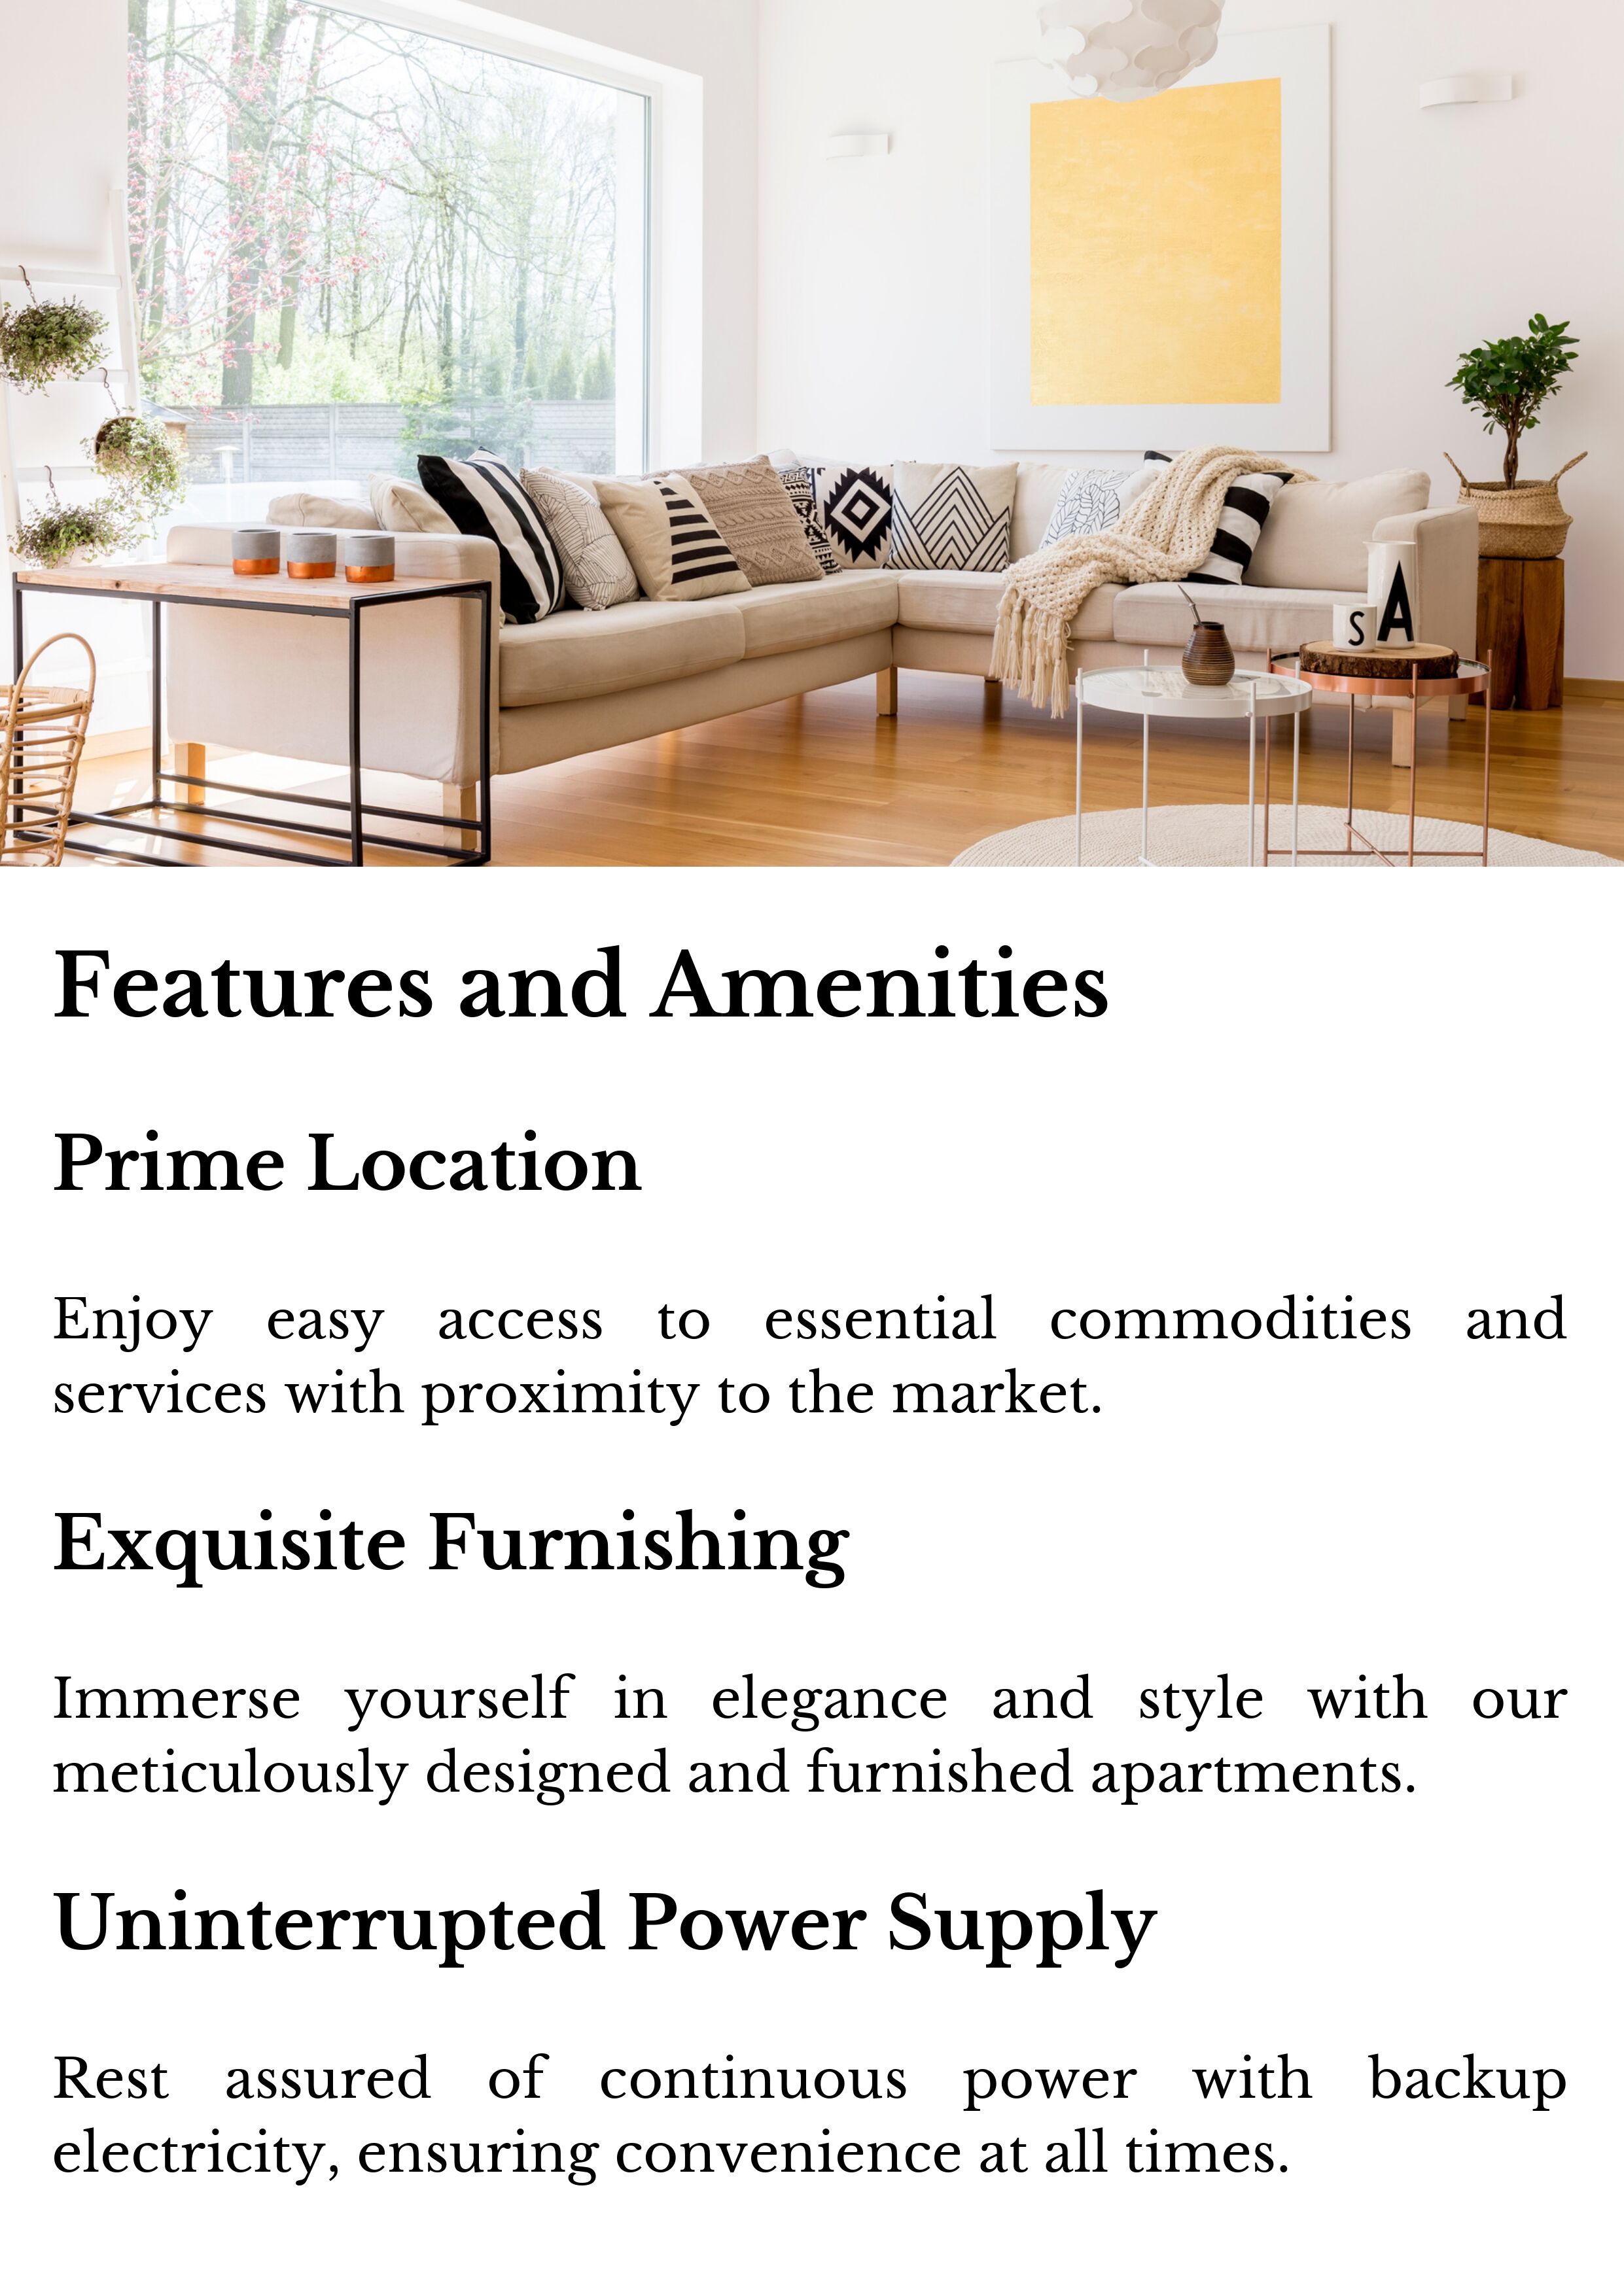 S
A
Features and Amenities
Prime Location
Enjoy easy access to essential commodities and
services with proximity to the market.
Exquisite Furnishing
Immerse yourself in elegance and style with our
meticulously designed and furnished apartments.
Uninterrupted Power Supply
Rest assured of continuous power with backup
electricity, ensuring convenience at all times.